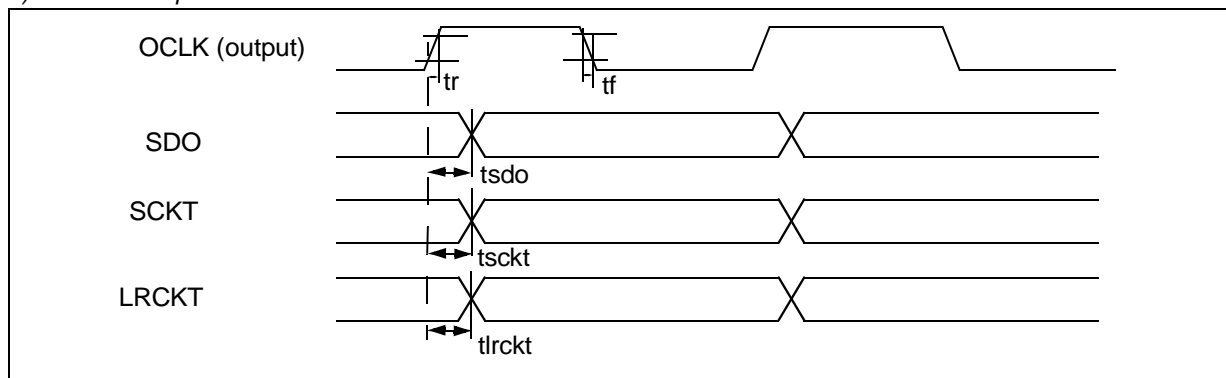 OCLK (output)
tr
tf
SDO
tsdo
SCKT
tsckt
LRCKT
tlrckt